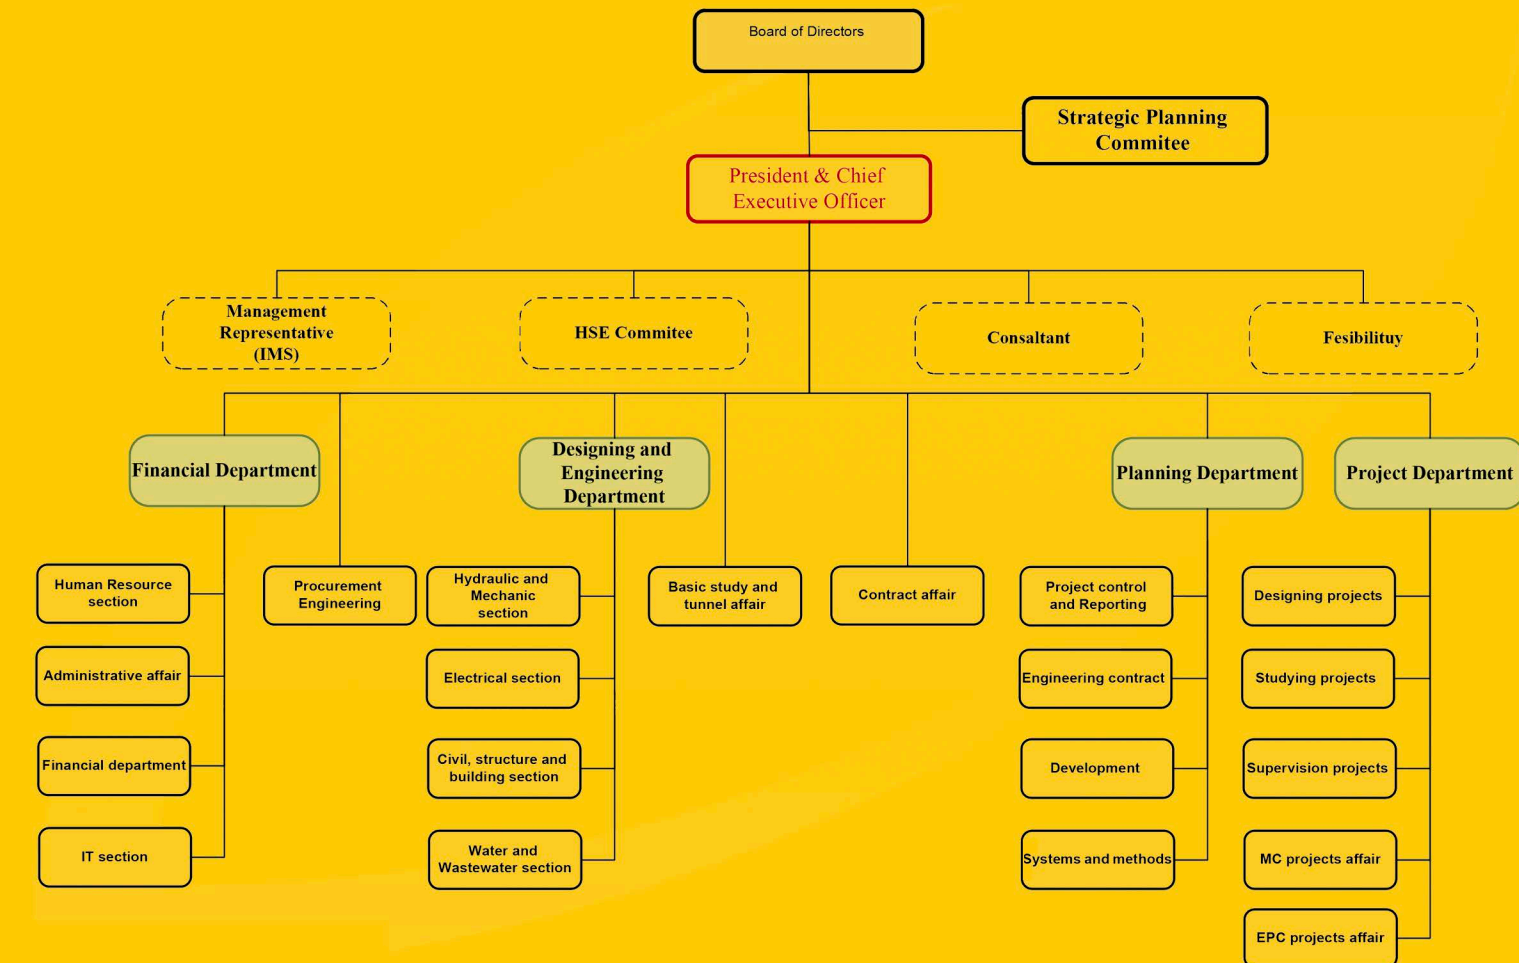 Board of Directors
Strategic Planning
Commitee
President & Chief
Executive Officer
Management
Representative
(IMS)
HSE Commitee
Consaltant
Fesibilituy
Financial Department
Designing and
Engineering
Department
Planning Department
Project Department
Human Resource
section
Procurement
Engineering
Hydraulic and
Mechanic
section
Basic study and
tunnel affair
Contract affair
Project control
and Reporting
Designing projects
Administrative affair
Electrical section
Engineering contract
Studying projects
Financial department
Civil, structure and
building section
Development
Supervision projects
IT section
Water and
Wastewater section
Systems and methods
MC projects affair
EPC projects affair